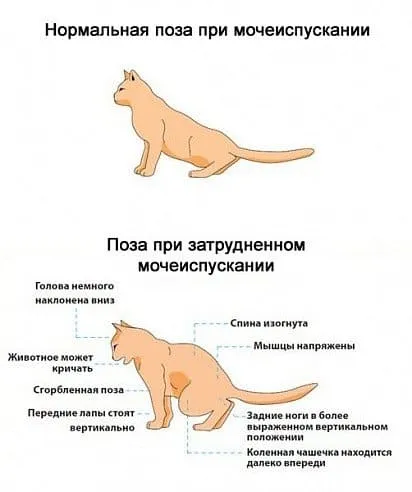 Нормальная поза при мочеиспускании
Поза при затрудненном
мочеиспускании
Голова немного
наклонена вниз
Спина изогнута
Мышцы напряжены
Животное может
кричать
Сгорбленная поза
Передние лапы стоят
вертикально
Задние ноги в более
выраженном вертикальном
положении
Коленная чашечка находится
далеко впереди